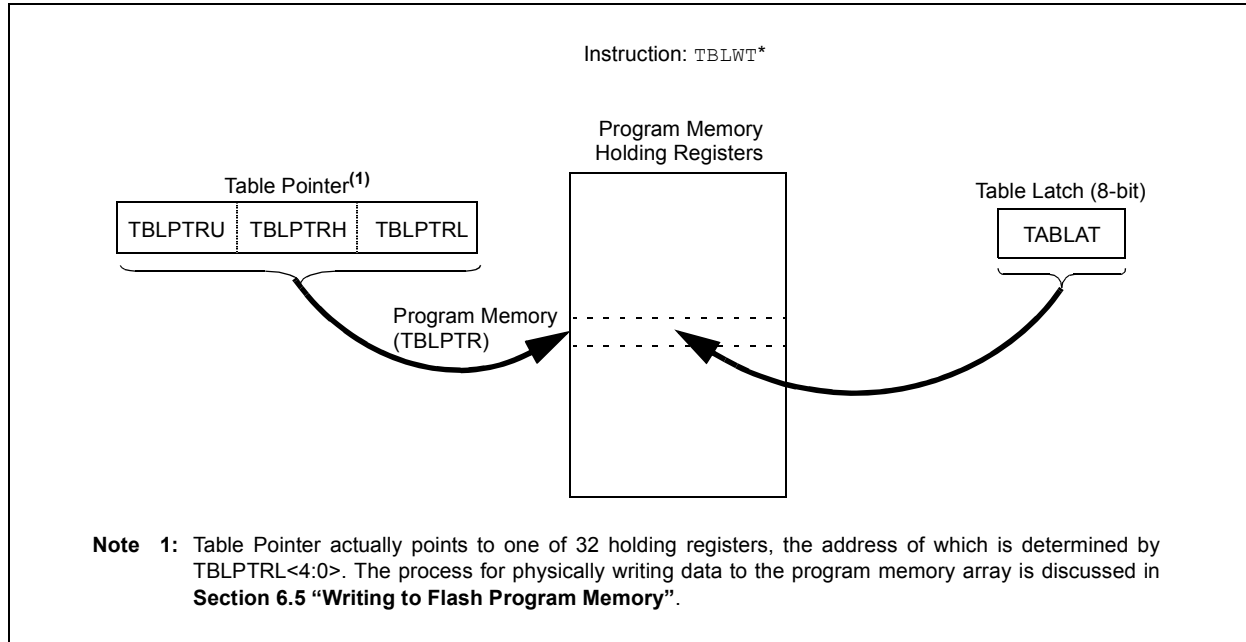 Instruction: TBLWT*
Program Memory
Holding Registers
Table Pointer(1)
Table Latch (8-bit)
TBLPTRU TBLPTRH TBLPTRL
TABLAT
Program Memory
(TBLPTR)
Note 1: Table Pointer actually points to one of 32 holding registers, the address of which is determined by
TBLPTRL<4:0>. The process for physically writing data to the program memory array is discussed in
Section 6.5 “Writing to Flash Program Memory”.